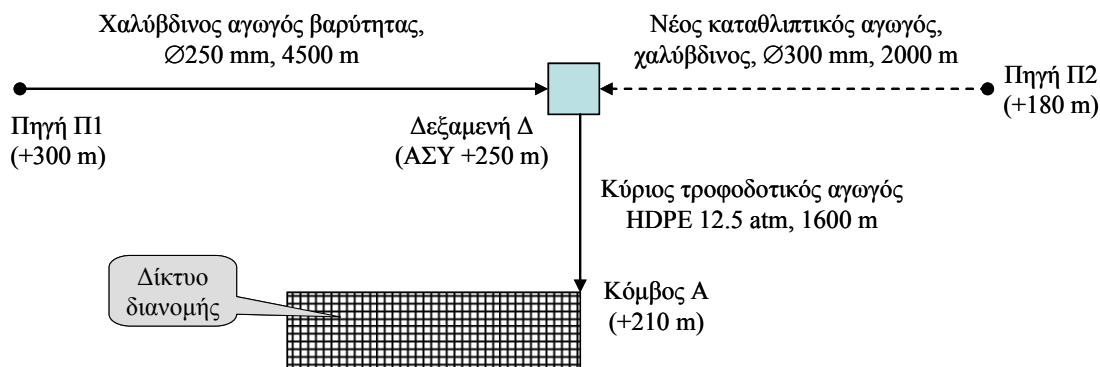 Χαλύβδινος αγωγός βαρύτητας,
∅250 mm, 4500 m
Νέος καταθλιπτικός αγωγός,
χαλύβδινος, ∅300 mm, 2000 m
Πηγή Π1
(+300 m)
Δεξαμενή Δ
(ΑΣΥ +250 m)
Πηγή Π2
(+180 m)
Κύριος τροφοδοτικός αγωγός
HDPE 12.5 atm, 1600 m
Δίκτυο
διανομής
Κόμβος Α
(+210 m)